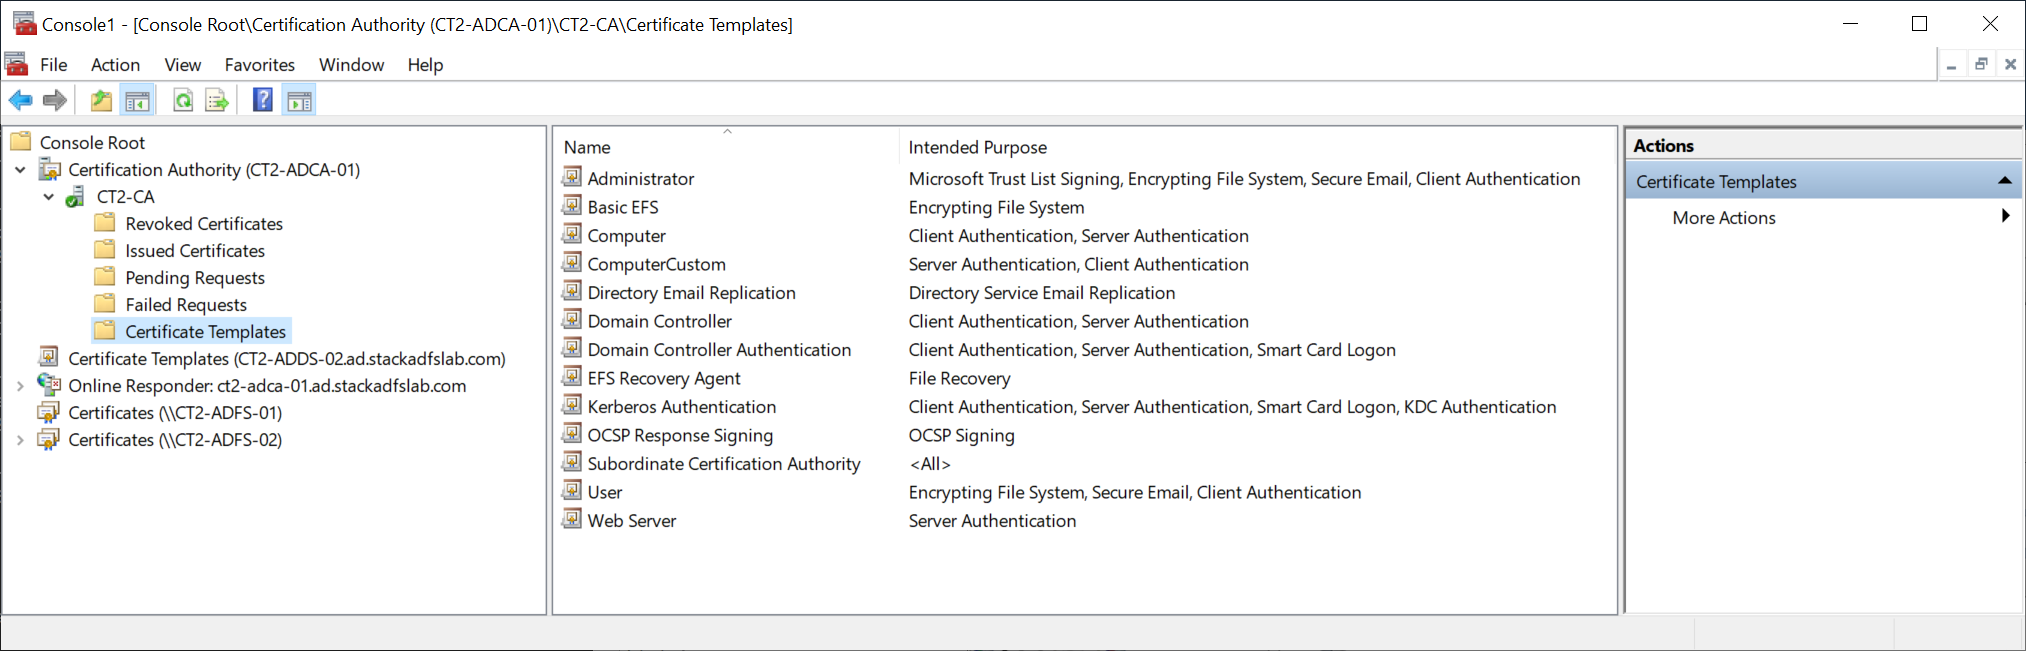 Console1 - [Console Root\Certification Authority (CT2-ADCA-01)\CT2-CA\Certificate Templates]
File Action View Favorites Window Help
Console Root
Certification Authority (CT2-ADCA-01)
CT2-CA
Revoked Certificates
Issued Certificates
Pending Requests
Failed Requests
Certificate Templates
Certificate Templates (CT2-ADDS-02.ad.stackadfslab.com)
Online Responder: ct2-adca-01.ad.stackadfslab.com
Certificates (\\CT2-ADFS-01)
Certificates (\\CT2-ADFS-02)
Name Intended Purpose
Administrator Microsoft Trust List Signing, Encrypting File System, Secure Email, Client Authentication
Basic EFS Encrypting File System
Computer Client Authentication, Server Authentication
ComputerCustom Server Authentication, Client Authentication
Directory Email Replication Directory Service Email Replication
Domain Controller Client Authentication, Server Authentication
Domain Controller Authentication Client Authentication, Server Authentication, Smart Card Logon
EFS Recovery Agent File Recovery
Kerberos Authentication Client Authentication, Server Authentication, Smart Card Logon, KDC Authentication
OCSP Response Signing OCSP Signing
Subordinate Certification Authority <All>
User Encrypting File System, Secure Email, Client Authentication
Web Server Server Authentication
Actions
Certificate Templates
More Actions